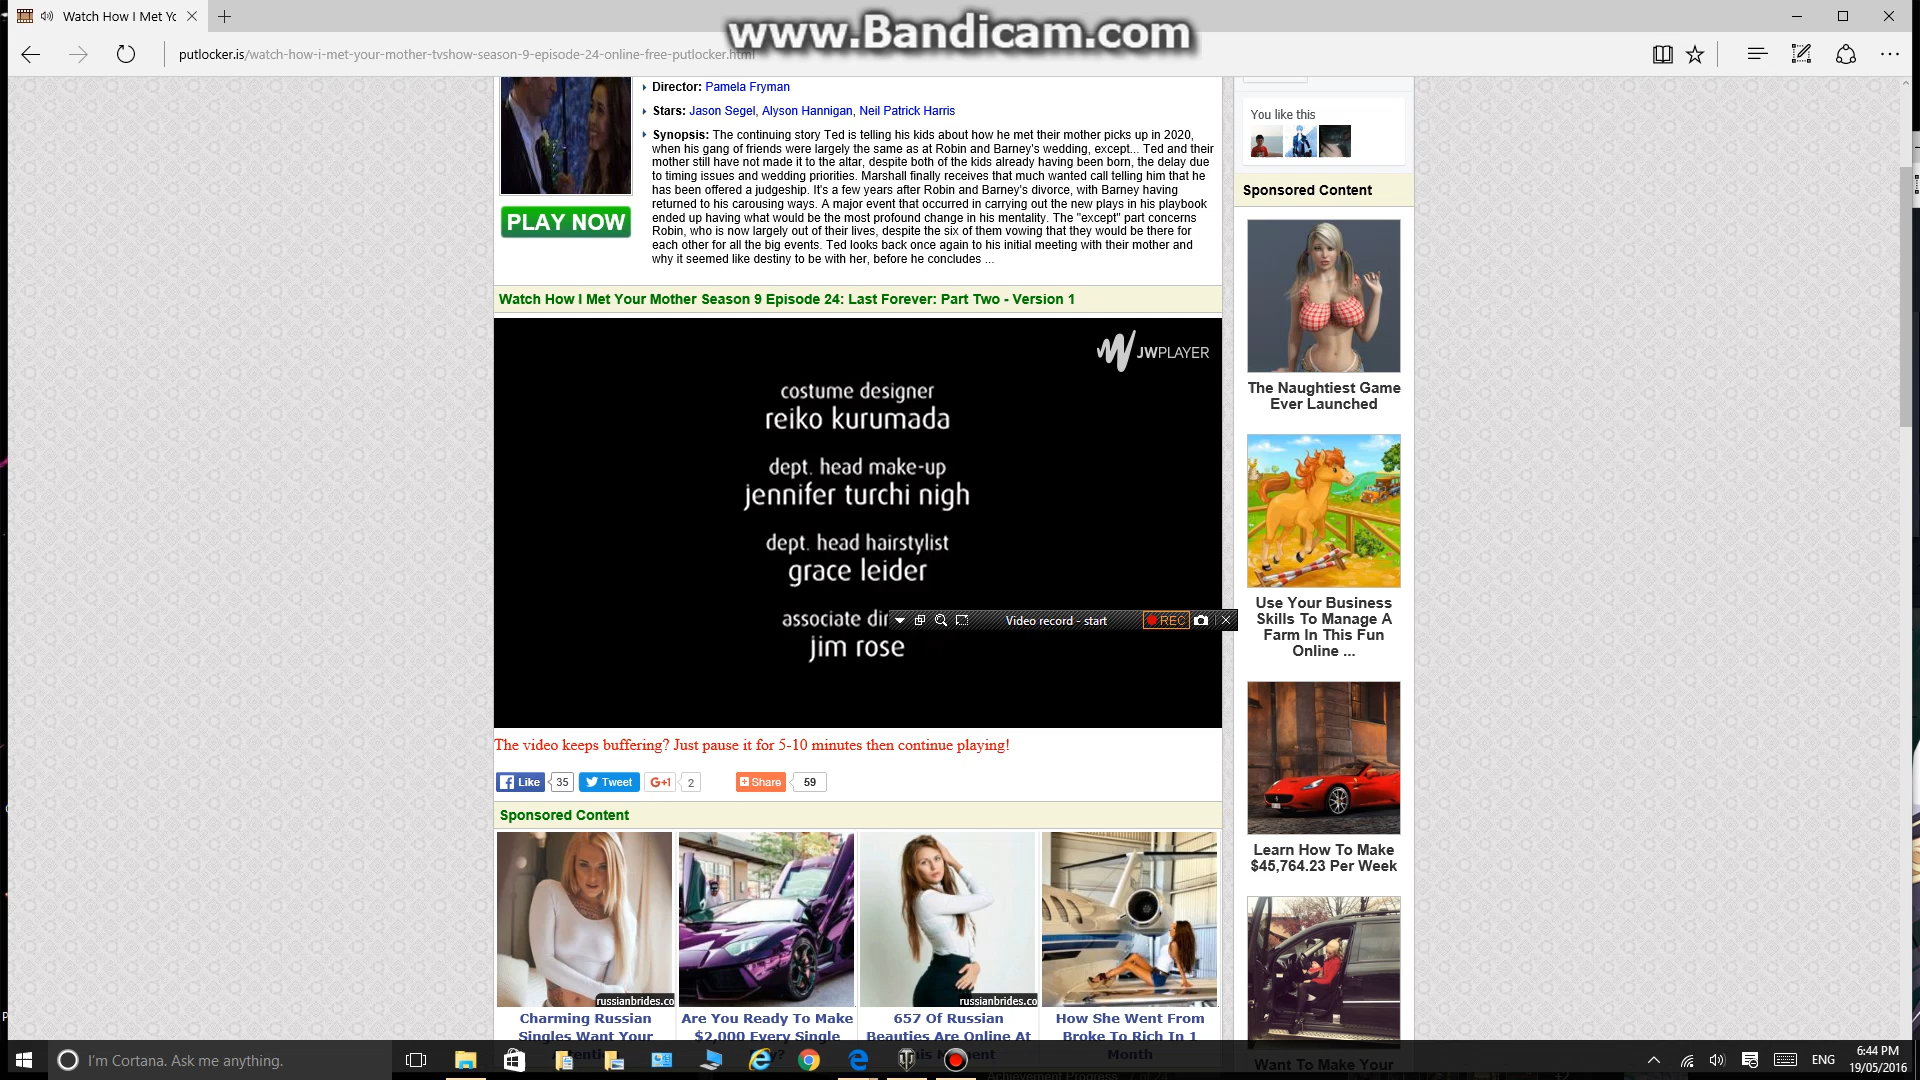 Watch How I Met Yo
www.Bandicam.com
putlocker.is/watch-how-i-met-your-mother-tvshow-season-9-episode-24-online-free-putlocker.html
Director: Pamela Fryman
Stars: Jason Segel, Alyson Hannigan, Neil Patrick Harris
Synopsis: The continuing story Ted is telling his kids about how he met their mother picks up in 2020,
when his gang of friends were largely the same as at Robin and Barney's wedding, except... Ted and their
mother still have not made it to the altar, despite both of the kids already having been born, the delay due
to timing issues and wedding priorities. Marshall finally receives that much wanted call telling him that he
has been offered a judgeship. It's a few years after Robin and Barney's divorce, with Barney having
returned to his carousing ways. A major event that occurred in carrying out the new plays in his playbook
ended up having what would be the most profound change in his mentality. The "except" part concerns
Robin, who is now largely out of their lives, despite the six of them vowing that they would be there for
each other for all the big events. Ted looks back once again to his initial meeting with their mother and
why it seemed like destiny to be with her, before he concludes ...
PLAY NOW
Watch How I Met Your Mother Season 9 Episode 24: Last Forever: Part Two - Version 1
JWPLAYER
costume designer
reiko kurumada
dept. head make-up
jennifer turchi nigh
dept. head hairstylist
grace leider
associate dir
jim rose
Video record - start
REC
The video keeps buffering? Just pause it for 5-10 minutes then continue playing!
Like 35 Tweet G+1 2 Share 59
Sponsored Content
russianbrides.co
russianbrides.co
Charming Russian
Singles Want Your
Are You Ready To Make
$2,000 Every Single
657 Of Russian
Beauties Are Online At
How She Went From
Broke To Rich In 1
Month
You like this
Sponsored Content
The Naughtiest Game
Ever Launched
Use Your Business
Skills To Manage A
Farm In This Fun
Online ...
Learn How To Make
$45,764.23 Per Week
Want To Make Your
I'm Cortana. Ask me anything.
ENG
6:44 PM
19/05/2016